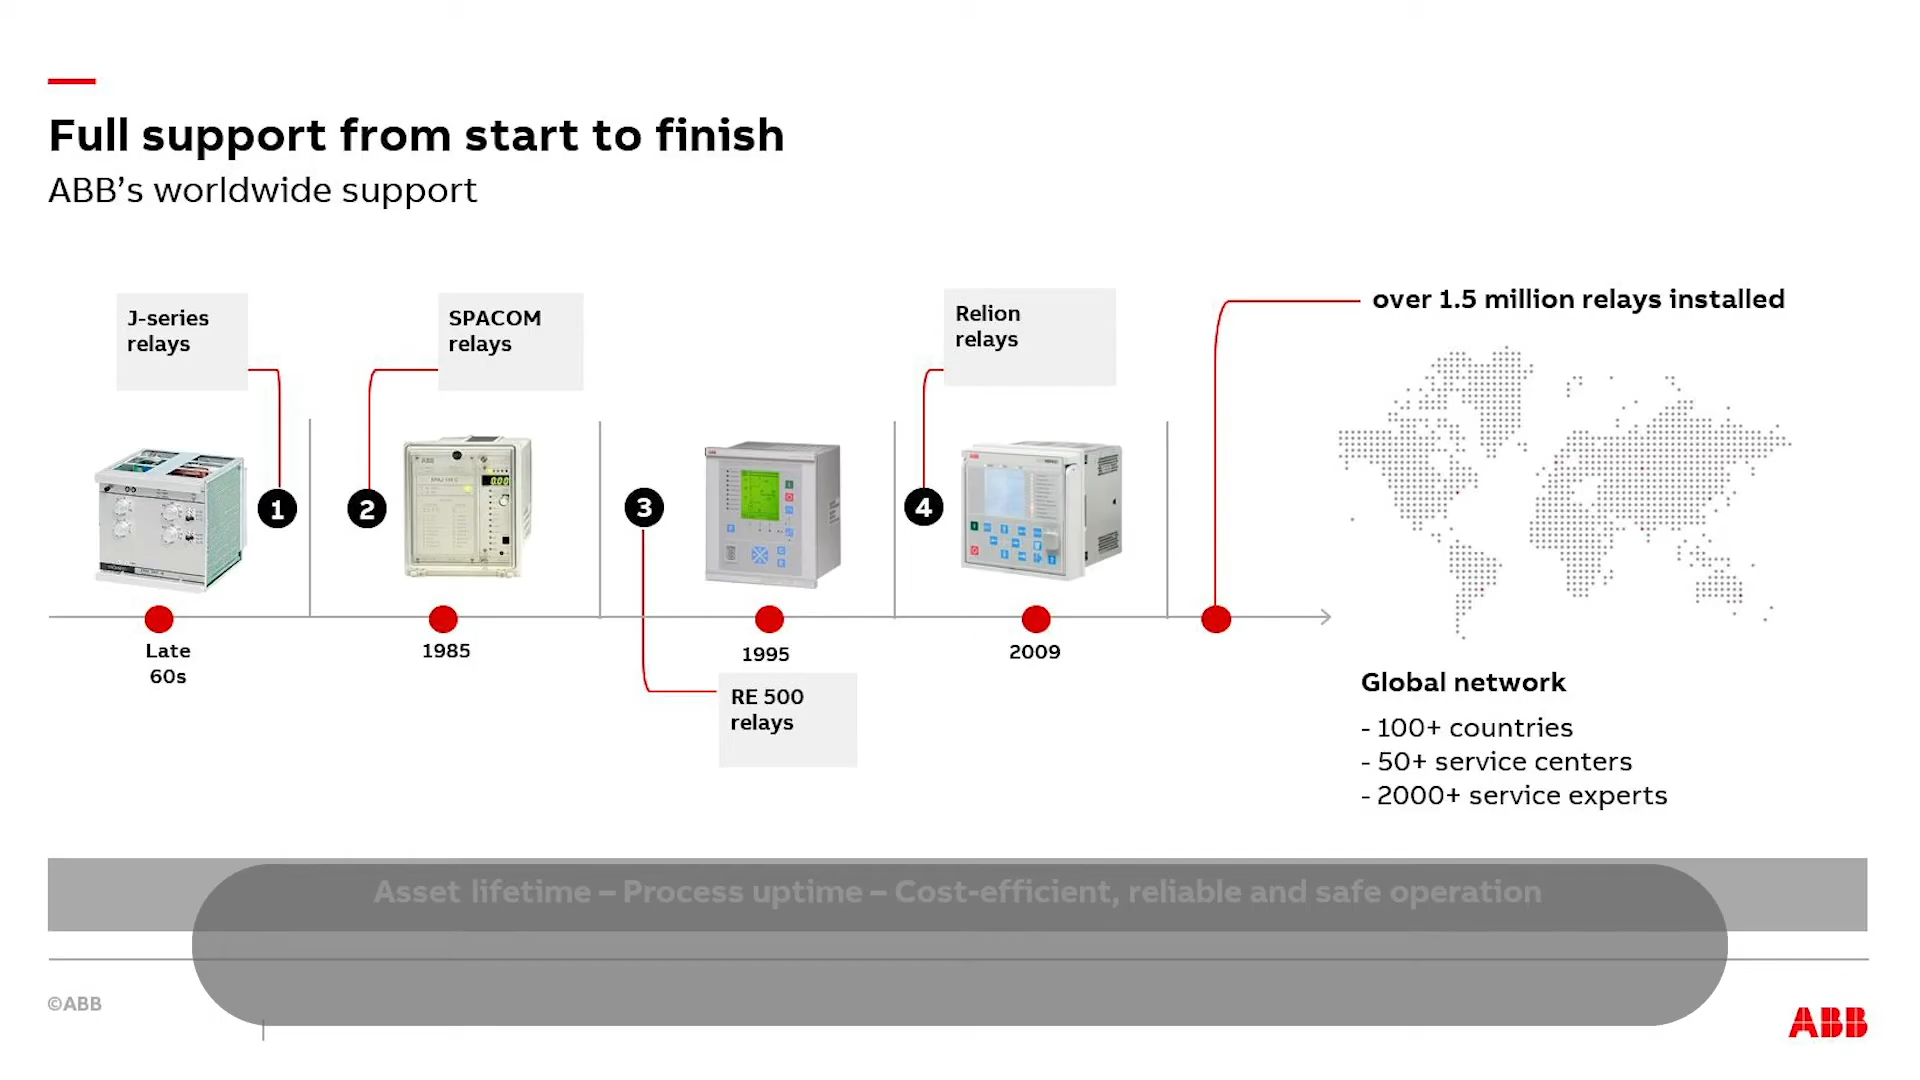 Full support from start to finish
ABB's worldwide support
J-series
relays
SPACOM
relays
Relion
relays
over 1.5 million relays installed
1
2
3
4
Late
60s
1985
1995
2009
RE 500
relays
Global network
- 100+ countries
- 50+ service centers
- 2000+ service experts
Asset lifetime – Process uptime – Cost-efficient, reliable and safe operation
©ABB
ABB